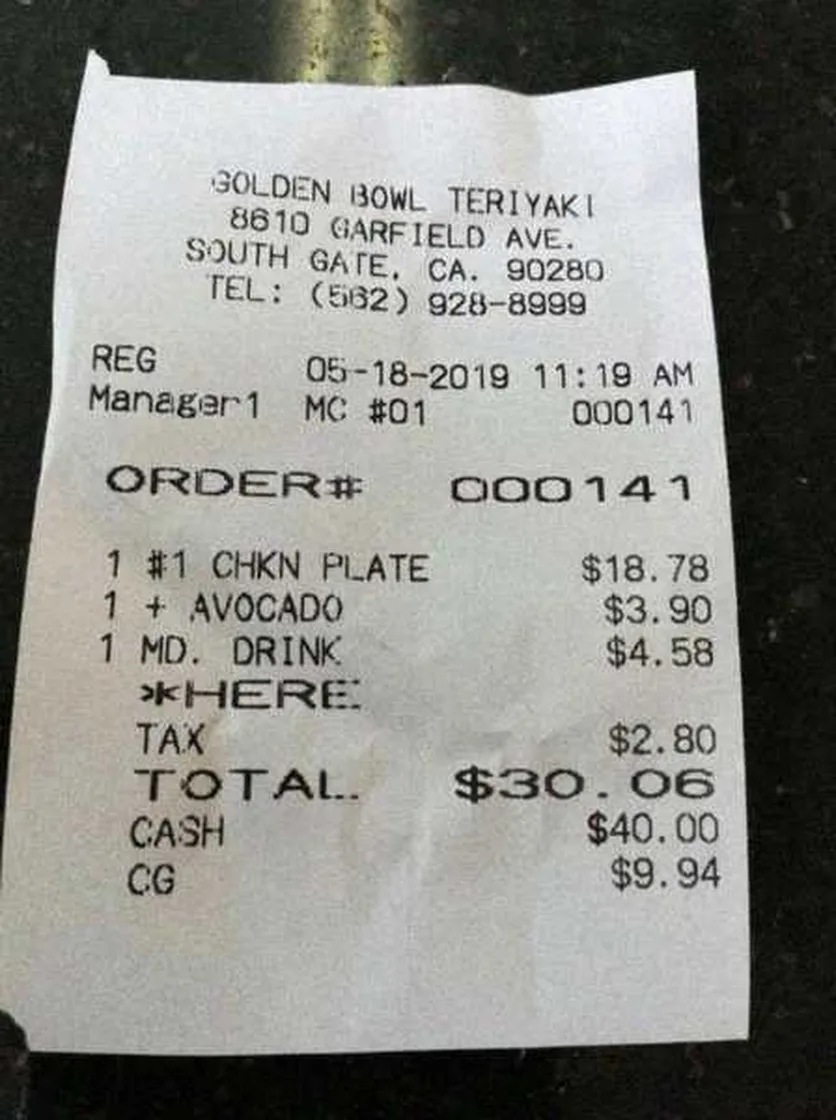 GOLDEN BOWL TERIYAKI
8610 GARFIELD AVE.
SOUTH GATE, CA. 90280
TEL: (562) 928-8999
REG 05-18-2019 11:19 AM
Manager1 MC #01 000141
ORDER# 000141
1 #1 CHKN PLATE $18.78
1 + AVOCADO $3.90
1 MD. DRINK $4.58
*HERE
TAX $2.80
TOTAL $30.06
CASH $40.00
CG $9.94